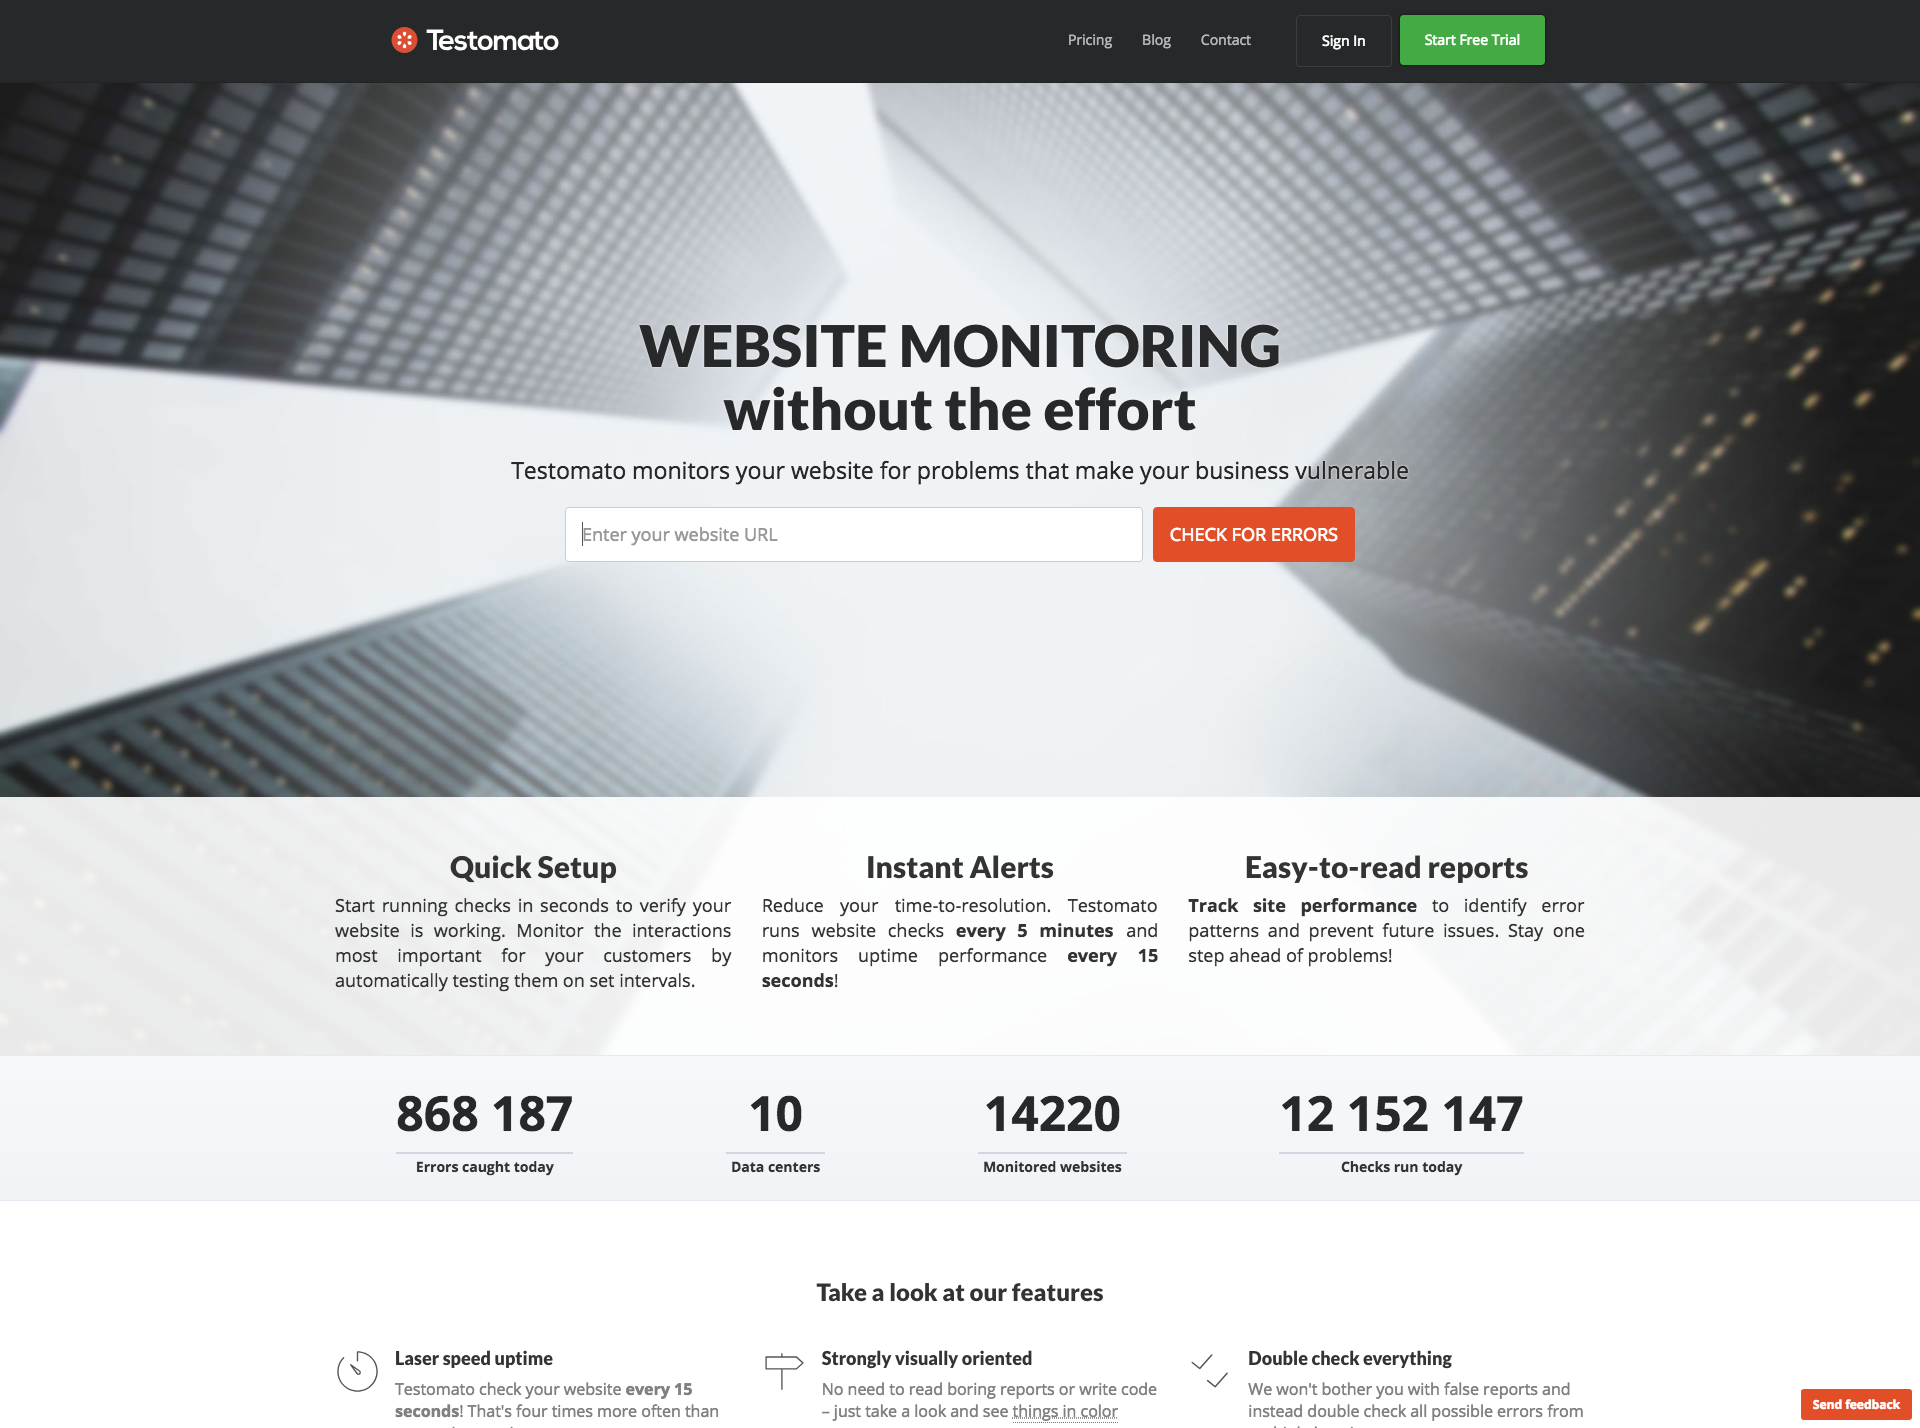 Testomato
Pricing
Blog
Contact
Sign In
Start Free Trial
WEBSITE MONITORING
without the effort
Testomato monitors your website for problems that make your business vulnerable
Enter your website URL
CHECK FOR ERRORS
Quick Setup
Start running checks in seconds to verify your
website is working. Monitor the interactions
most important for your customers by
automatically testing them on set intervals.
Instant Alerts
Reduce your time-to-resolution. Testomato
runs website checks every 5 minutes and
monitors uptime performance every 15
seconds!
Easy-to-read reports
Track site performance to identify error
patterns and prevent future issues. Stay one
step ahead of problems!
868 187
Errors caught today
10
Data centers
14220
Monitored websites
12 152 147
Checks run today
Take a look at our features
Laser speed uptime
Testomato check your website every 15
seconds! That's four times more often than
Strongly visually oriented
No need to read boring reports or write code
– just take a look and see things in color
Double check everything
We won't bother you with false reports and
instead double check all possible errors from
Send feedback